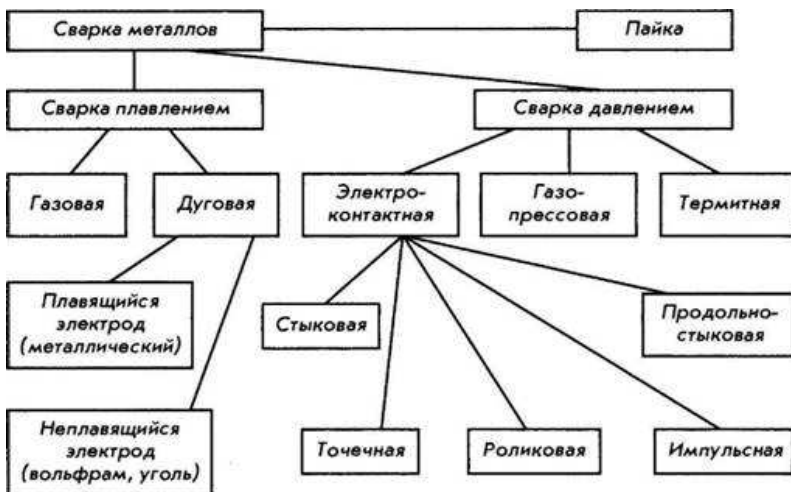 Сварка металлов
Пайка
Сварка плавлением
Сварка давлением
Газовая
Дуговая
Электро-
контактная
Газо-
прессовая
Термитная
Плавящийся
электрод
(металлический)
Стыковая
Продольно-
стыковая
Неплавящийся
электрод
(вольфрам, уголь)
Точечная
Роликовая
Импульсная